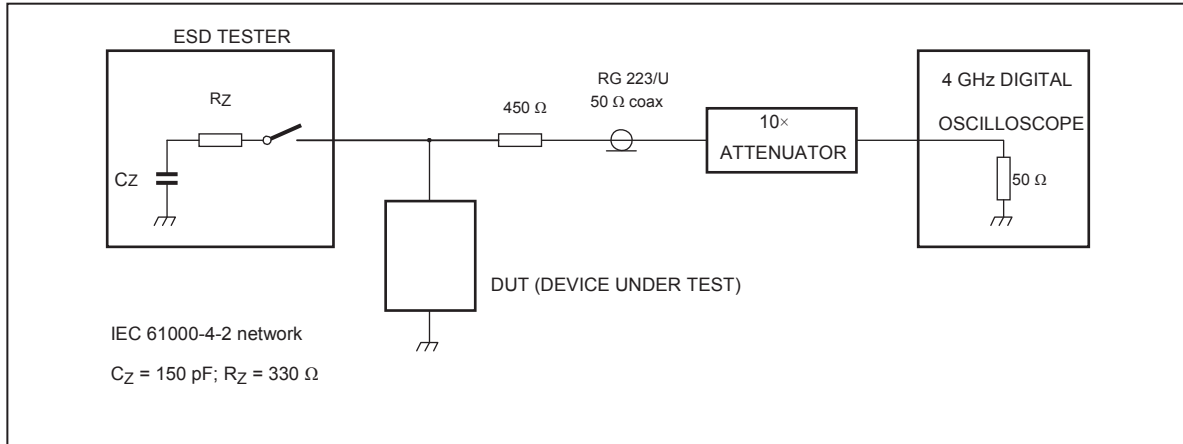 ESD TESTER
RZ
CZ
450 Ω
RG 223/U
50 Ω coax
10×
ATTENUATOR
4 GHz DIGITAL
OSCILLOSCOPE
50 Ω
DUT (DEVICE UNDER TEST)
IEC 61000-4-2 network
CZ = 150 pF; RZ = 330 Ω